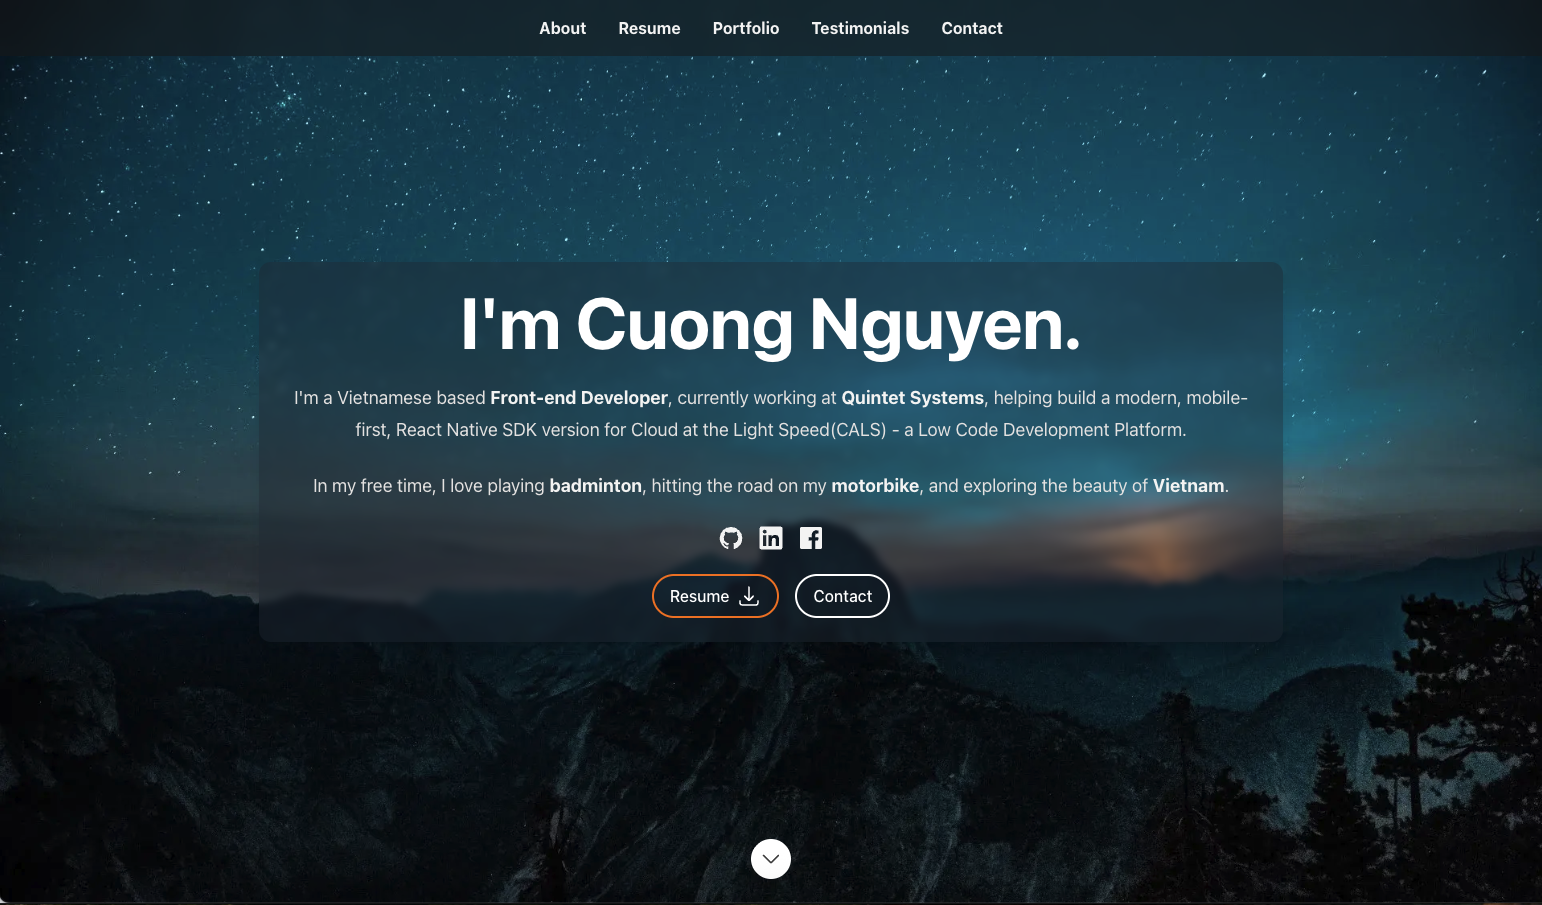 About Resume Portfolio Testimonials Contact
I'm Cuong Nguyen.
I'm a Vietnamese based Front-end Developer, currently working at Quintet Systems, helping build a modern, mobile-
first, React Native SDK version for Cloud at the Light Speed(CALS) - a Low Code Development Platform.
In my free time, I love playing badminton, hitting the road on my motorbike, and exploring the beauty of Vietnam.
in
Resume Contact